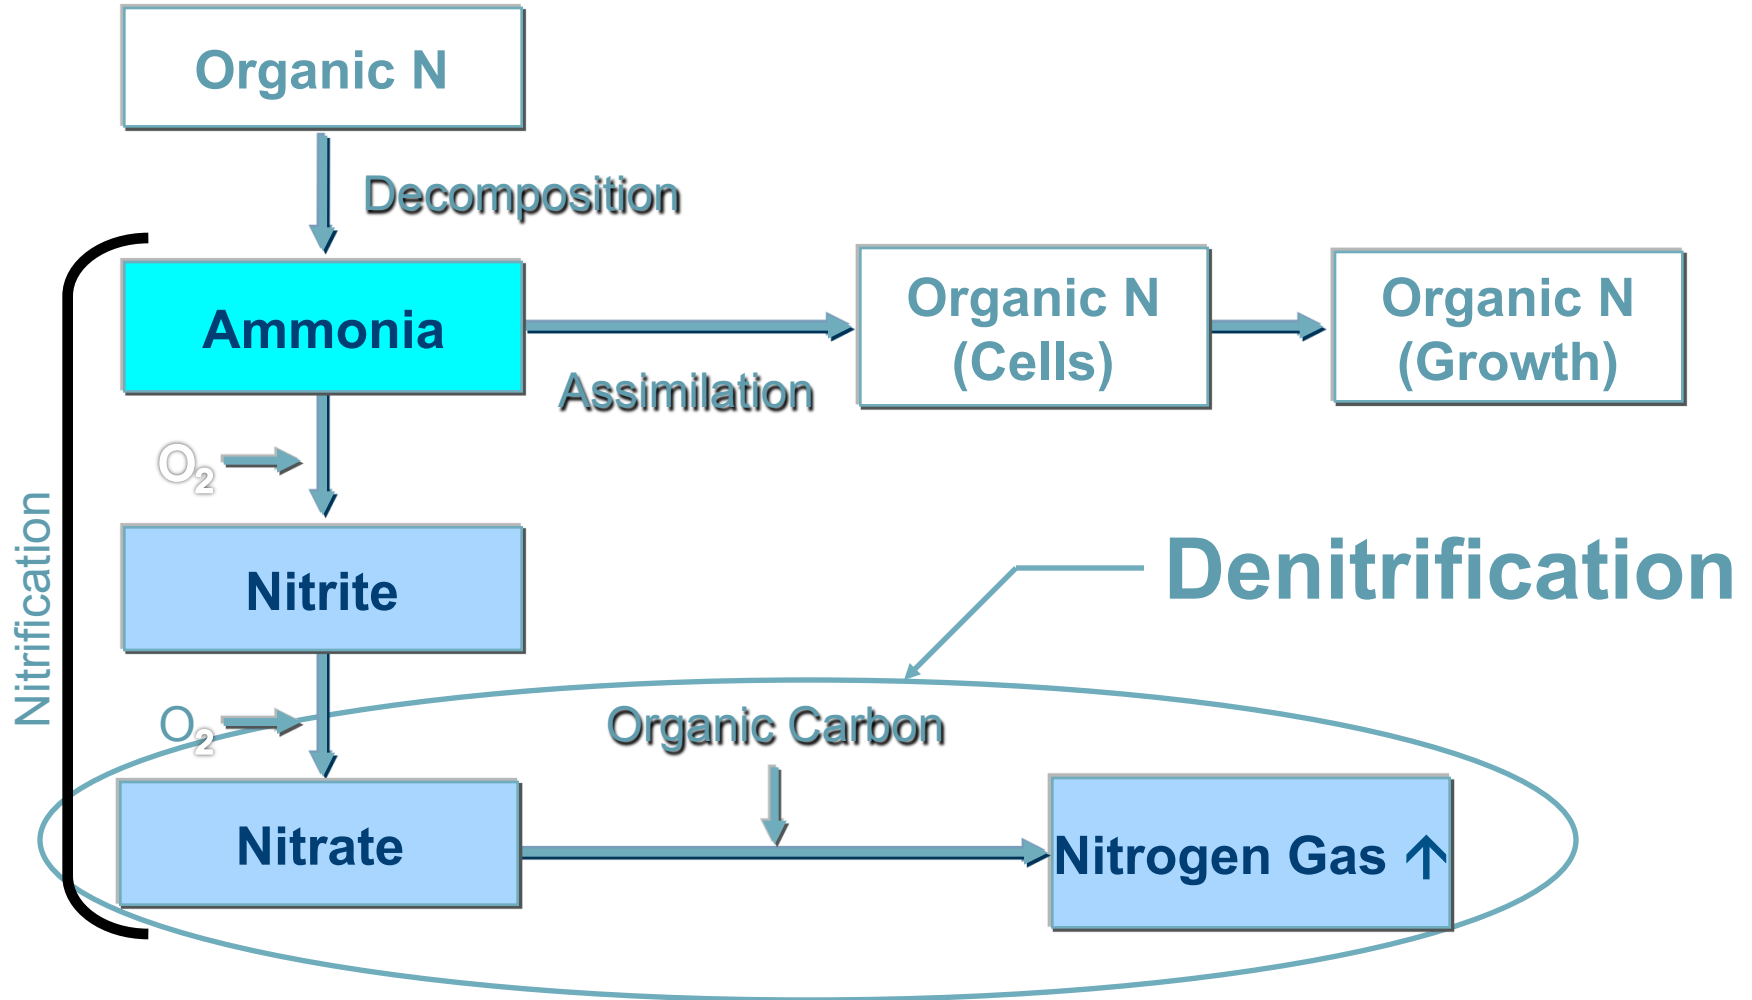 Organic N
Decomposition
Ammonia
Organic N
(Cells)
Organic N
(Growth)
Assimilation
O₂
Nitrification
Nitrite
Denitrification
O₂
Organic Carbon
Nitrate
Nitrogen Gas ↑